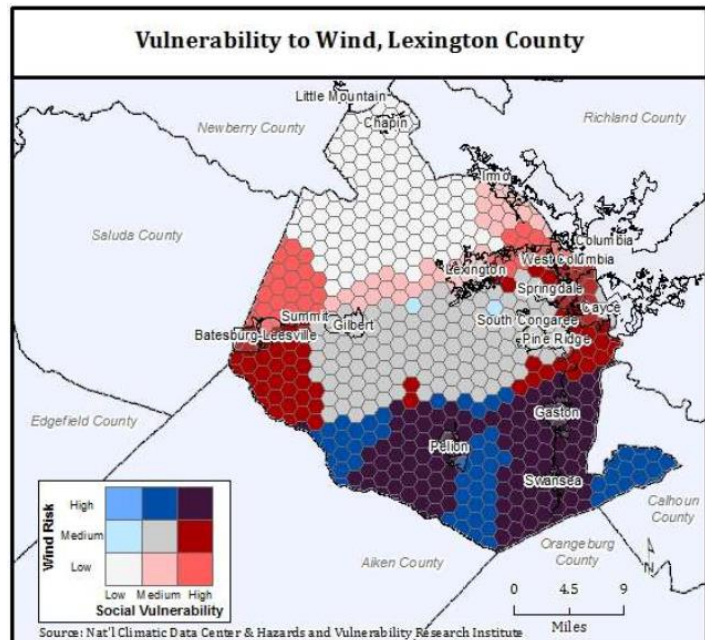 Vulnerability to Wind, Lexington County
Little Mountain
Newberry County
Chapin
Richland County
Irmo
Saluda County
Columbia
West Columbia
Lexington
Springdale
Summit
Cayce
Gilbert
South Congaree
Batesburg-Leesville
Pine Ridge
Edgefield County
Gaston
Pelion
Swansea
Calhoun
County
Orangeburg
County
Aiken County
N
Wind Risk
High
Medium
Low
Low Medium High
Social Vulnerability
0 4.5 9
Miles
Source: Nat'l Climatic Data Center & Hazards and Vulnerability Research Institute